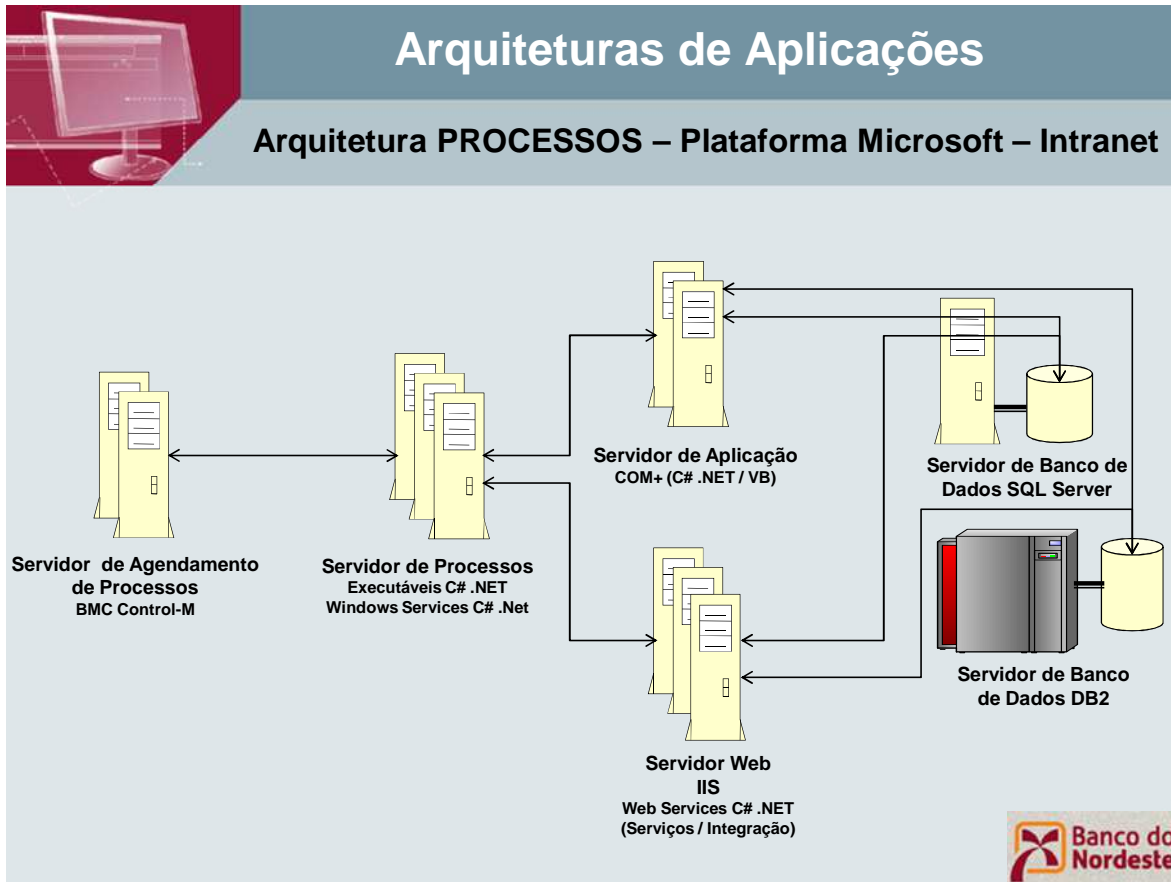 Arquiteturas de Aplicações
Arquitetura PROCESSOS – Plataforma Microsoft – Intranet
Servidor de Agendamento
de Processos
BMC Control-M
Servidor de Processos
Executáveis C# .NET
Windows Services C# .Net
Servidor de Aplicação
COM+ (C# .NET / VB)
Servidor de Banco de
Dados SQL Server
Servidor de Banco
de Dados DB2
Servidor Web
IIS
Web Services C# .NET
(Serviços / Integração)
Banco do
Nordeste